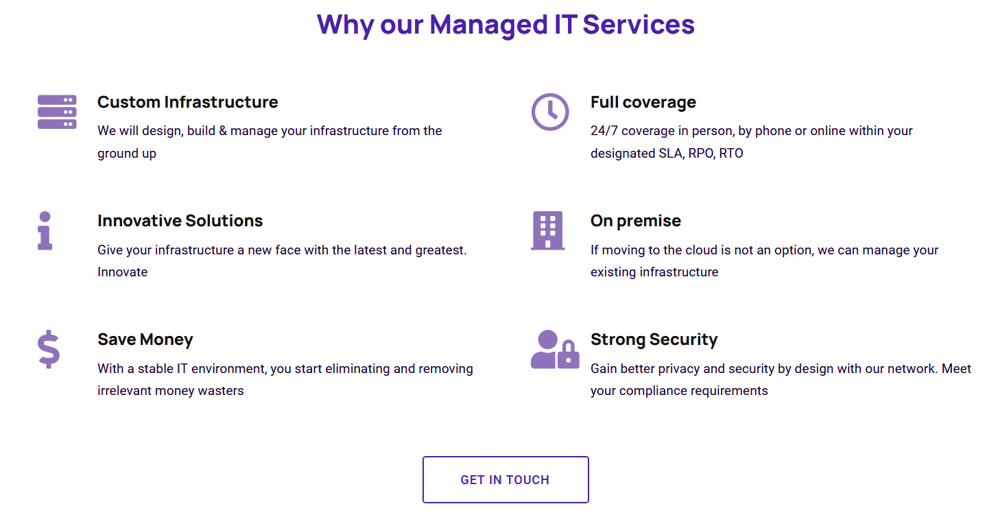 Why our Managed IT Services
Custom Infrastructure
We will design, build & manage your infrastructure from the
ground up
Full coverage
24/7 coverage in person, by phone or online within your
designated SLA, RPO, RTO
Innovative Solutions
Give your infrastructure a new face with the latest and greatest.
Innovate
On premise
If moving to the cloud is not an option, we can manage your
existing infrastructure
Save Money
With a stable IT environment, you start eliminating and removing
irrelevant money wasters
Strong Security
Gain better privacy and security by design with our network. Meet
your compliance requirements
GET IN TOUCH